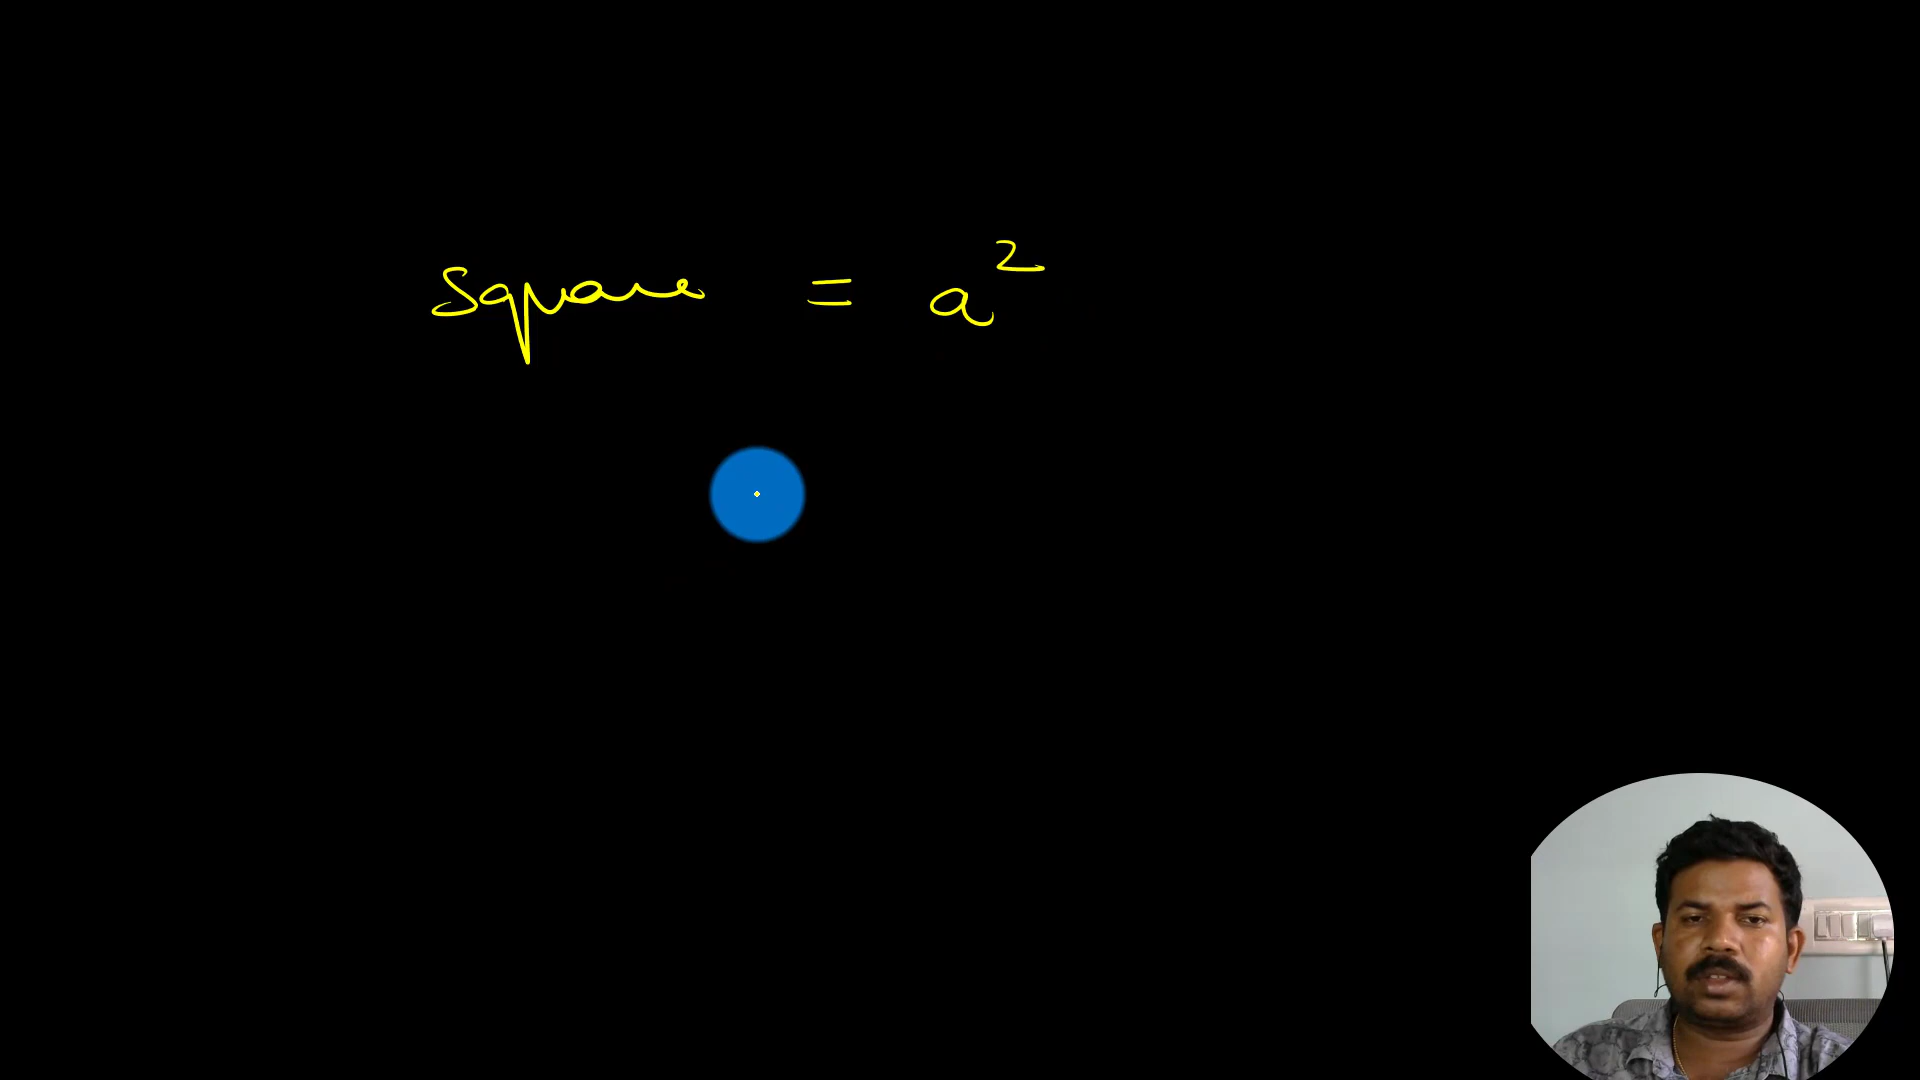 square = a²